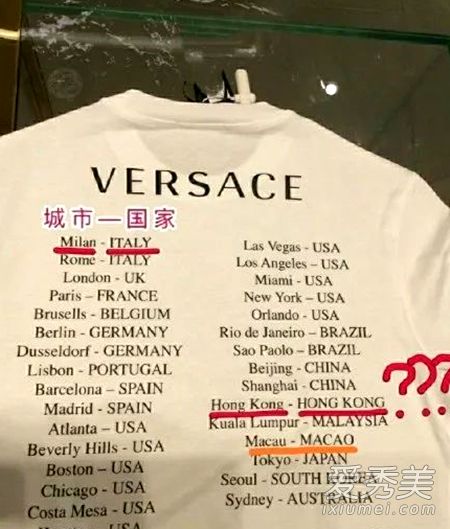 VERSACE
城市—国家
Milan - ITALY
Rome - ITALY
London - UK
Paris – FRANCE
Brusells - BELGIUM
Berlin - GERMANY
Dusseldorf - GERMANY
Lisbon - PORTUGAL
Barcelona – SPAIN
Madrid - SPAIN
Atlanta – USA
Beverly Hills - USA
Boston – USA
Chicago - USA
Costa Mesa - USA
Las Vegas - USA
Los Angeles – USA
Miami - USA
New York – USA
Orlando - USA
Rio de Janeiro – BRAZIL
Sao Paolo – BRAZIL
Beijing - CHINA
Shanghai - CHINA
Hong Kong - HONG KONG
???
Kuala Lumpur - MALAYSIA
Macau - MACAO
Tokyo - JAPAN
Seoul - SOUTH KOREA
Sydney - AUSTRALIA
爱秀美
ixiumei.com